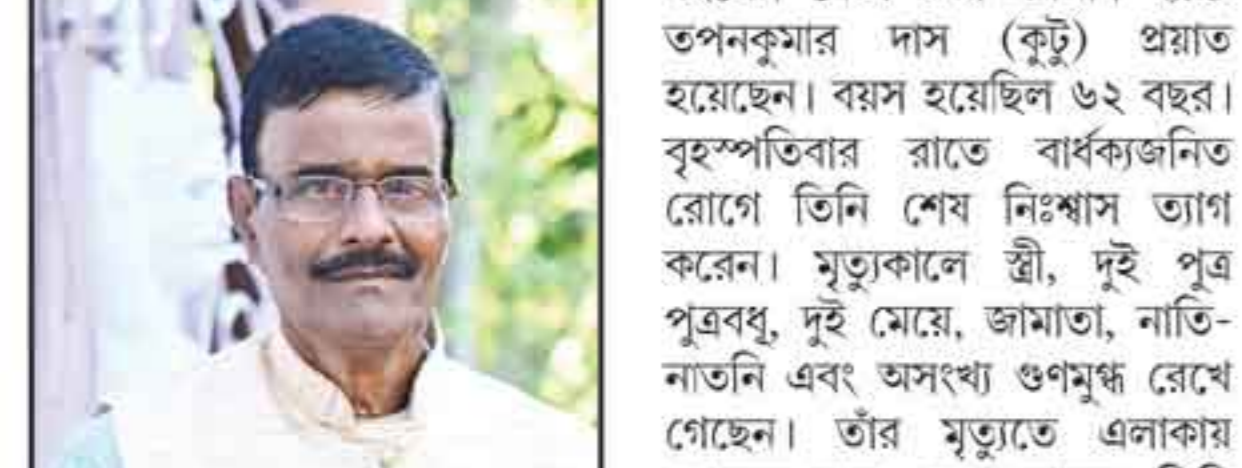 তপনকুমার দাস (কুটু) প্রয়াত
হয়েছেন। বয়স হয়েছিল ৬২ বছর।
বৃহস্পতিবার রাতে বার্ধক্যজনিত
রোগে তিনি শেষ নিঃশ্বাস ত্যাগ
করেন। মৃত্যুকালে স্ত্রী, দুই পুত্র
পুত্রবধূ, দুই মেয়ে, জামাতা, নাতি-
নাতনি এবং অসংখ্য গুণমুগ্ধ রেখে
গেছেন। তাঁর মৃত্যুতে এলাকায়